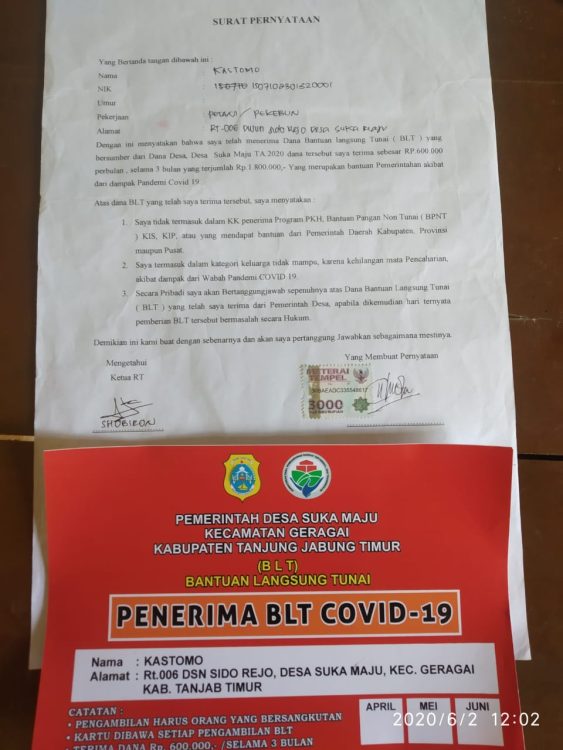 SURAT PERNYATAAN
Yang Bertanda tangan dibawah ini :
Nama : KASTOMO
NIK :
Umur :
Pekerjaan : PETANI / PEKEBUN
Alamat : RT.006 DUSUN SIDO REJO DESA SUKA MAJU
Dengan ini menyatakan bahwa saya telah menerima Dana Bantuan langsung Tunai ( BLT ) yang
bersumber dari Dana Desa, Desa Suka Maju TA.2020 dana tersebut saya terima sebesar RP.600.000
perbulan , selama 3 bulan yang terjumlah Rp.1.800.000,- Yang merupakan bantuan Pemerintahan akibat
dari dampak Pandemi Covid 19 .
Atas dana BLT yang telah saya terima tersebut, saya menyatakan :
1. Saya tidak termasuk dalam KK penerima Program PKH, Bantuan Pangan Non Tunai ( BPNT
) KIS, KIP, atau yang mendapat bantuan dari Pemerintah Daerah Kabupaten, Provinsi
maupun Pusat.
2. Saya termasuk dalam kategori keluarga tidak mampu, karena kehilangan mata Pencaharian,
akibat dampak dari Wabah Pandemi COVID 19.
3. Secara Pribadi saya akan Bertanggungjawab sepenuhnya atas Dana Bantuan Langsung Tunai
( BLT ) yang telah saya terima dari Pemerintah Desa, apabila dikemudian hari ternyata
pemberian BLT tersebut bermasalah secara Hukum.
Demikian ini kami buat dengan sebenarnya dan akan saya pertanggung Jawabkan sebagaimana mestinya.
Mengetahui
Ketua RT
Yang Membuat Pernyataan
METERAI
TEMPEL
3000
SHOBIRON
PEMERINTAH DESA SUKA MAJU
KECAMATAN GERAGAI
KABUPATEN TANJUNG JABUNG TIMUR
(B L T)
BANTUAN LANGSUNG TUNAI
PENERIMA BLT COVID-19
Nama : KASTOMO
Alamat : Rt.006 DSN SIDO REJO, DESA SUKA MAJU, KEC. GERAGAI
KAB. TANJAB TIMUR
CATATAN :
• PENGAMBILAN HARUS ORANG YANG BERSANGKUTAN
• KARTU DIBAWA SETIAP PENGAMBILAN BLT
• TERIMA DANA Rp. 600.000,- /SELAMA 3 BULAN
APRIL MEI JUNI
2020/6/2 12:02